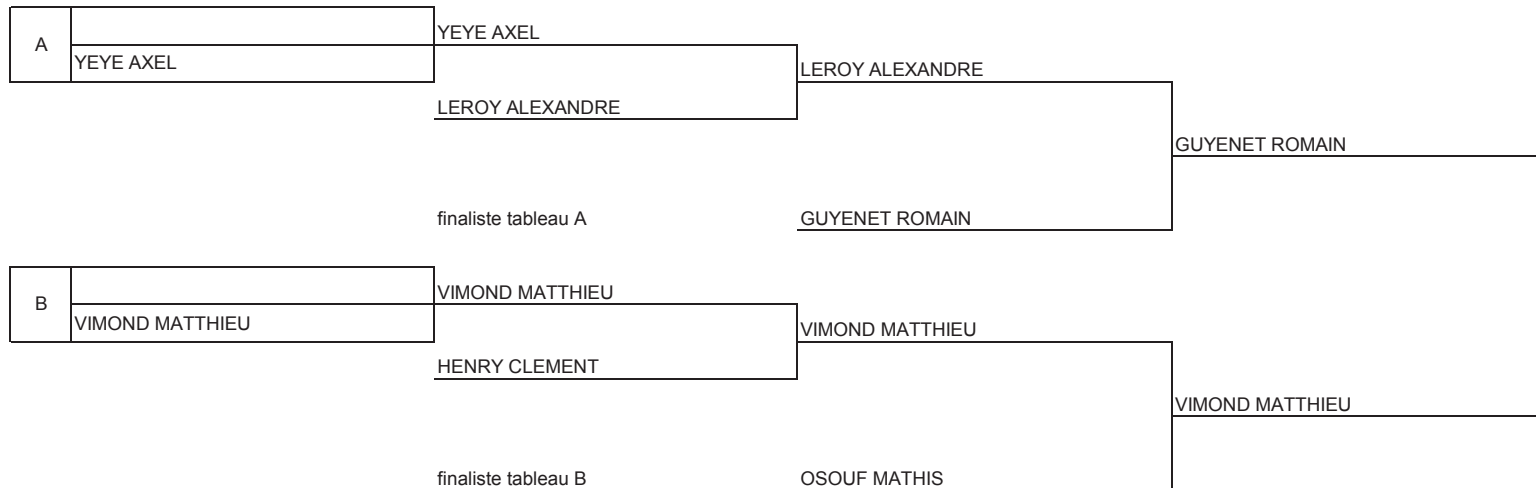 A
YEYE AXEL
YEYE AXEL
LEROY ALEXANDRE
LEROY ALEXANDRE
GUYENET ROMAIN
finaliste tableau A
GUYENET ROMAIN
B
VIMOND MATTHIEU
VIMOND MATTHIEU
HENRY CLEMENT
VIMOND MATTHIEU
VIMOND MATTHIEU
finaliste tableau B
OSOUF MATHIS